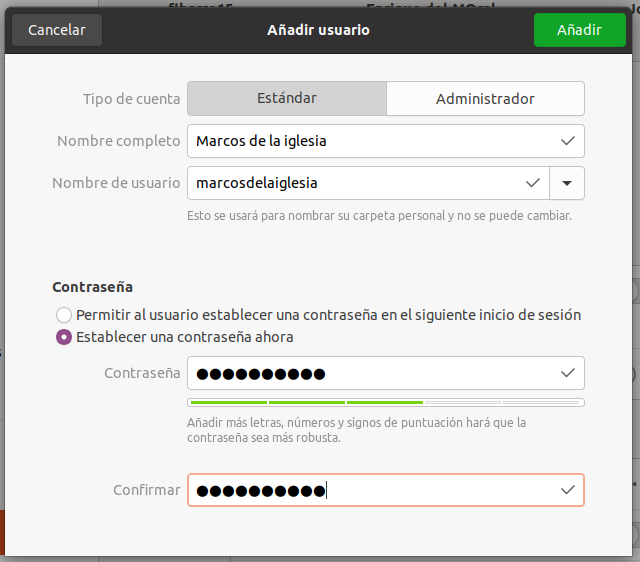 Cancelar
Añadir usuario
Añadir
Tipo de cuenta
Estándar
Administrador
Nombre completo
Marcos de la iglesia
Nombre de usuario
marcosdelaiglesia
Esto se usará para nombrar su carpeta personal y no se puede cambiar.
Contraseña
Permitir al usuario establecer una contraseña en el siguiente inicio de sesión
Establecer una contraseña ahora
Contraseña
●●●●●●●●●●
Añadir más letras, números y signos de puntuación hará que la
contraseña sea más robusta.
Confirmar
●●●●●●●●●●